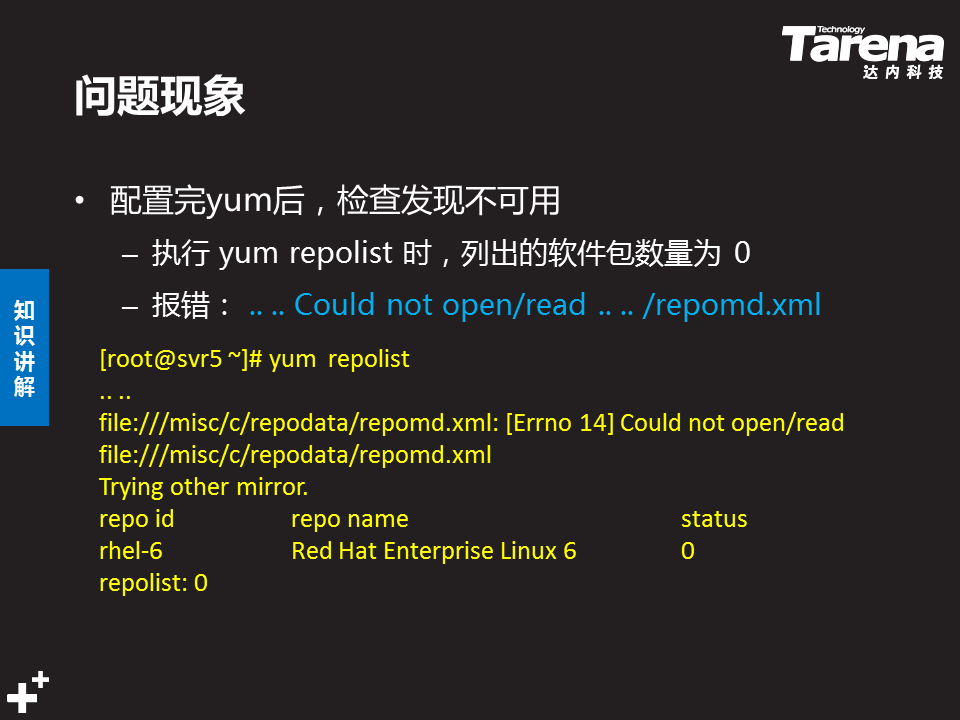 Technology
Tarena
达内科技
问题现象
• 配置完yum后，检查发现不可用
– 执行 yum repolist 时，列出的软件包数量为 0
– 报错： .. .. Could not open/read .. .. /repomd.xml
知识讲解
[root@svr5 ~]# yum  repolist
.. ..
file:///misc/c/repodata/repomd.xml: [Errno 14] Could not open/read
file:///misc/c/repodata/repomd.xml
Trying other mirror.
repo id repo name status
rhel-6 Red Hat Enterprise Linux 6 0
repolist: 0